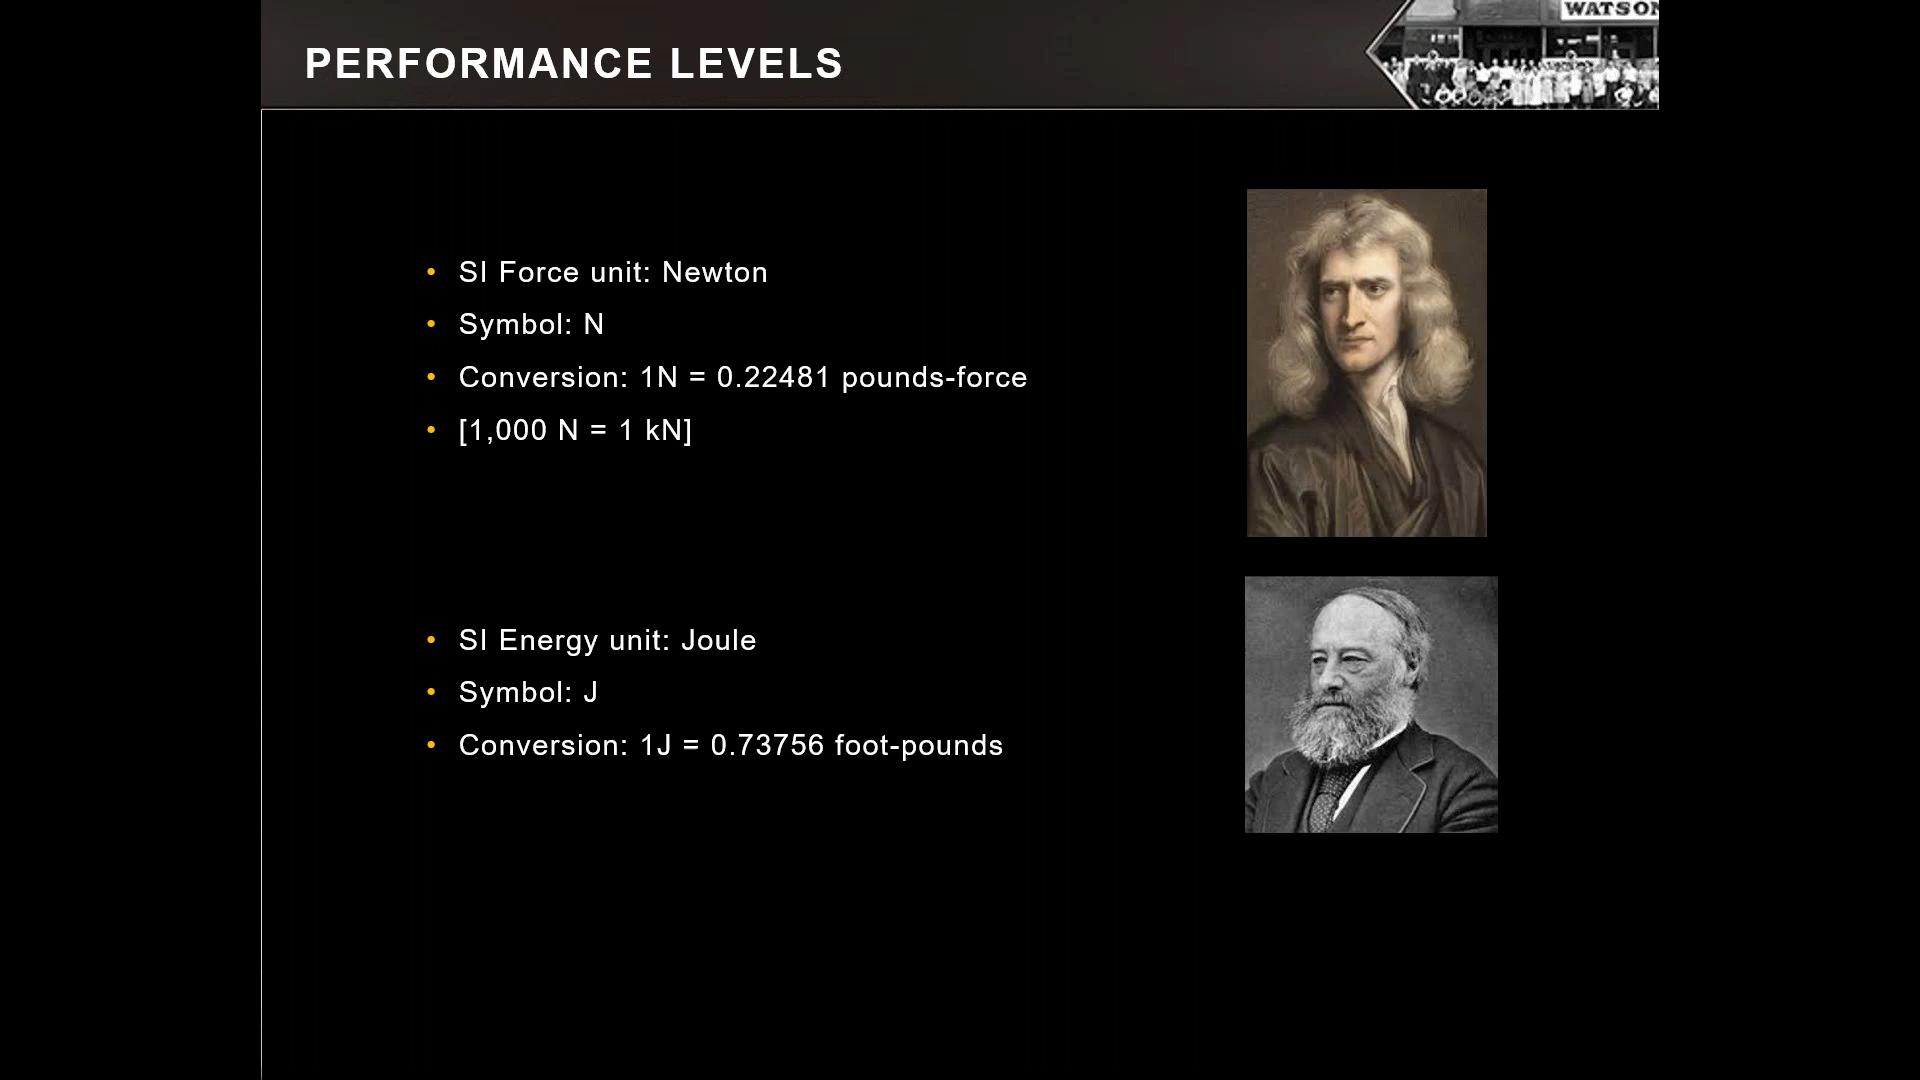 PERFORMANCE LEVELS
WATSON
• SI Force unit: Newton
• Symbol: N
• Conversion: 1N = 0.22481 pounds-force
• [1,000 N = 1 kN]
• SI Energy unit: Joule
• Symbol: J
• Conversion: 1J = 0.73756 foot-pounds